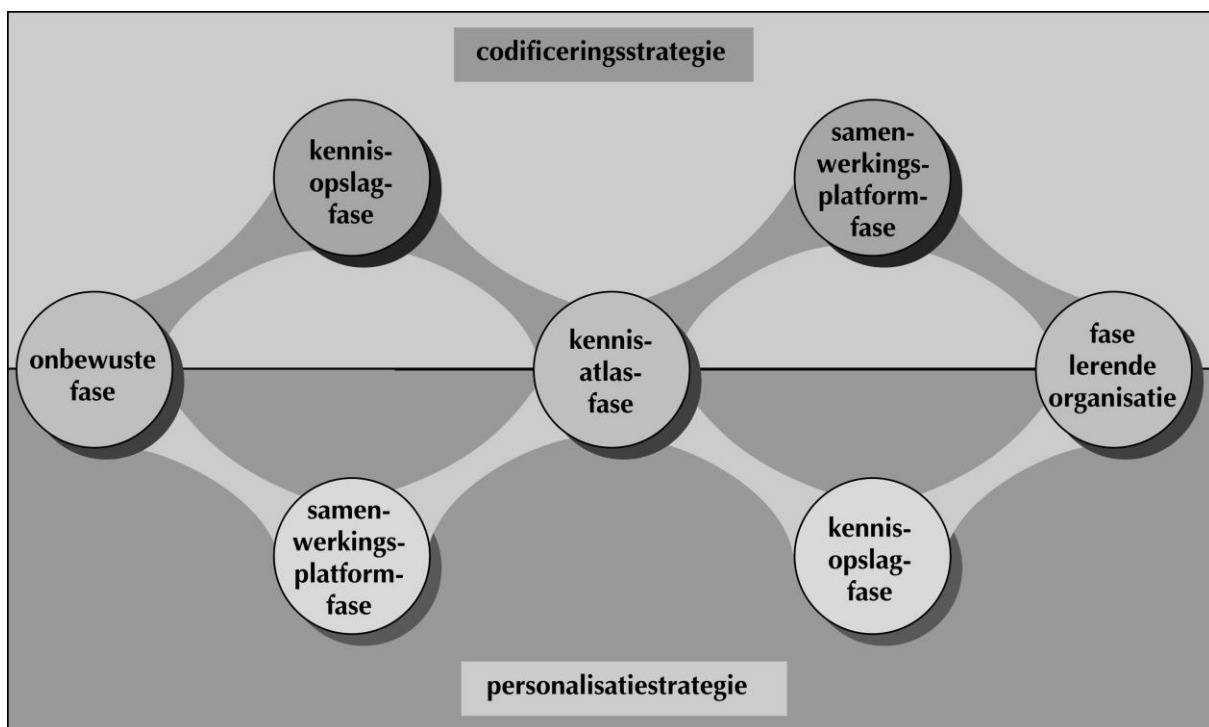 codificeringsstrategie
kennis-
opslag-
fase
samen-
werkings-
platform-
fase
onbewuste
fase
kennis-
atlas-
fase
fase
lerende
organisatie
samen-
werkings-
platform-
fase
kennis-
opslag-
fase
personalisatiestrategie